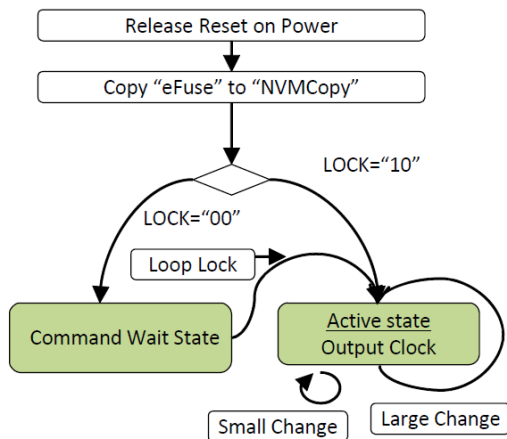 Release Reset on Power
Copy “eFuse” to “NVMCopy”
LOCK=“10”
LOCK=“00”
Loop Lock
Command Wait State
Active state
Output Clock
Small Change
Large Change